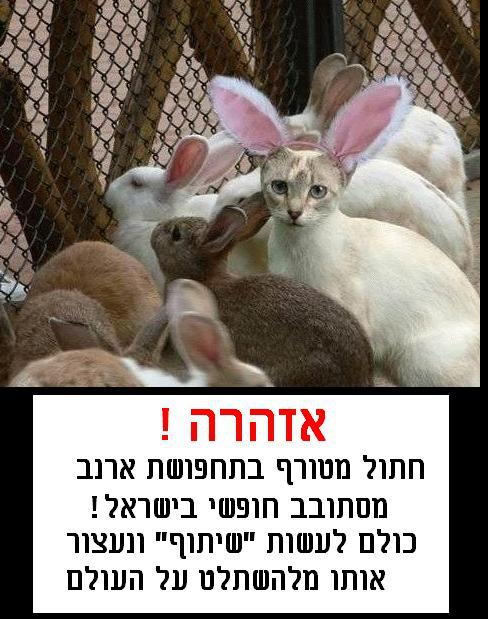 אזהרה !
חתול מטורף בתחפושת ארנב
מסתובב חופשי בישראל !
כולם לעשות "שיתוף" ונעצור
אותו מלהשתלט על העולם